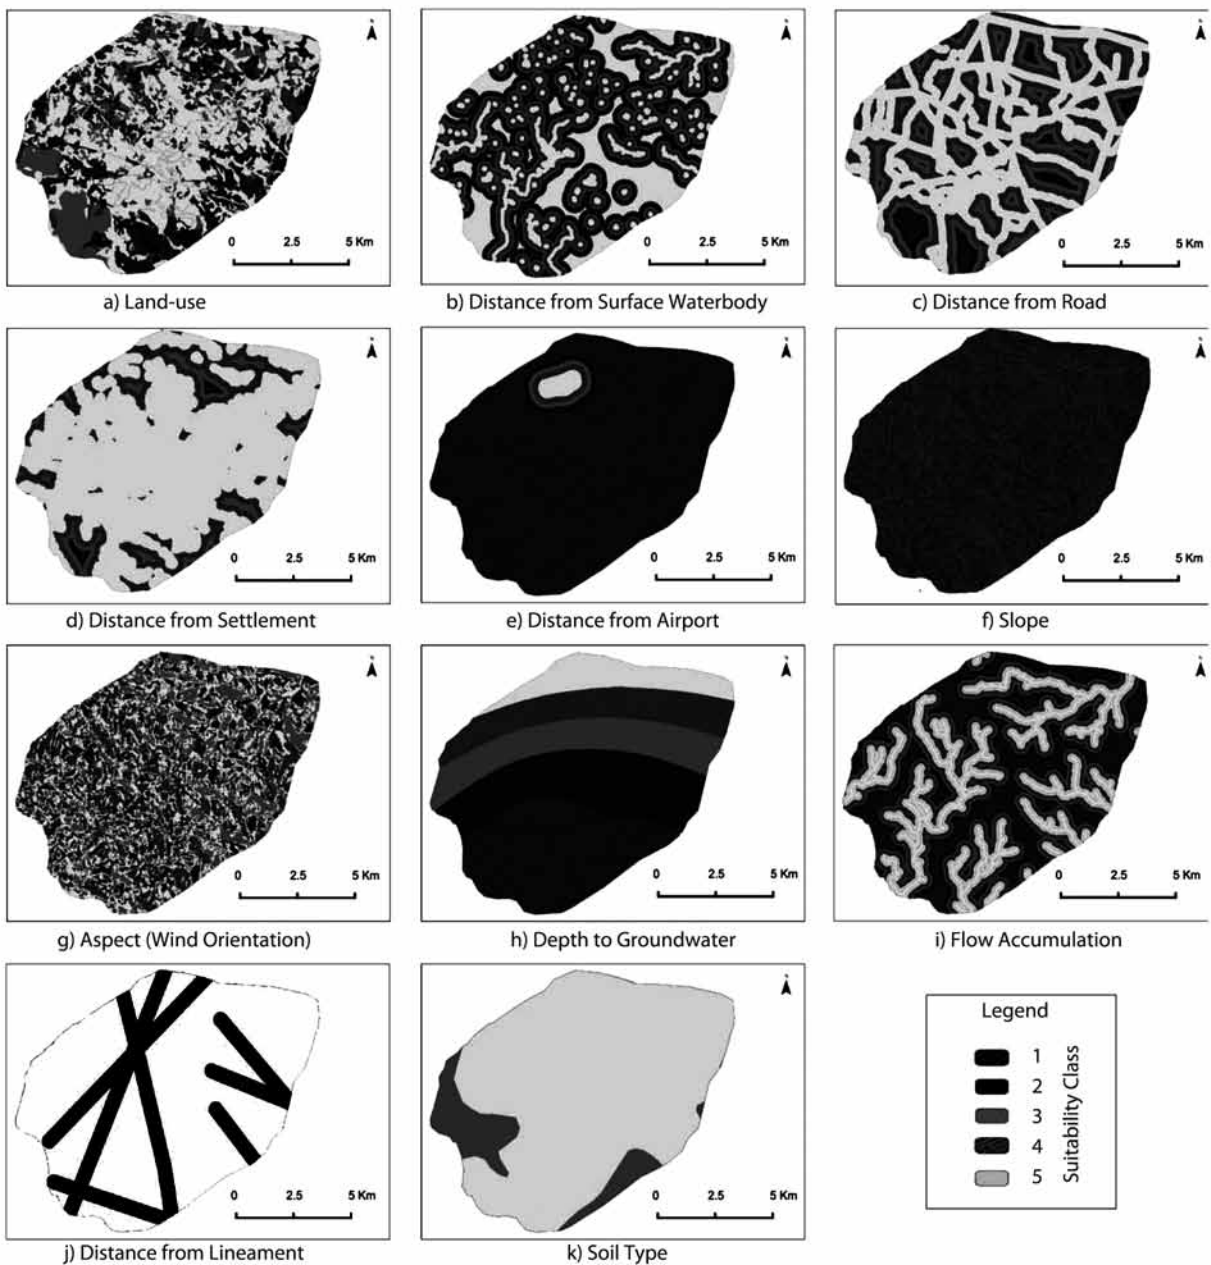 0 2.5 5 Km
0 2.5 5 Km
0 2.5 5 Km
a) Land-use
b) Distance from Surface Waterbody
c) Distance from Road
0 2.5 5 Km
0 2.5 5 Km
0 2.5 5 Km
d) Distance from Settlement
e) Distance from Airport
f) Slope
0 2.5 5 Km
0 2.5 5 Km
0 2.5 5 Km
g) Aspect (Wind Orientation)
h) Depth to Groundwater
i) Flow Accumulation
0 2.5 5 Km
0 2.5 5 Km
j) Distance from Lineament
k) Soil Type
Legend
1
2
3
4
5
Suitability Class